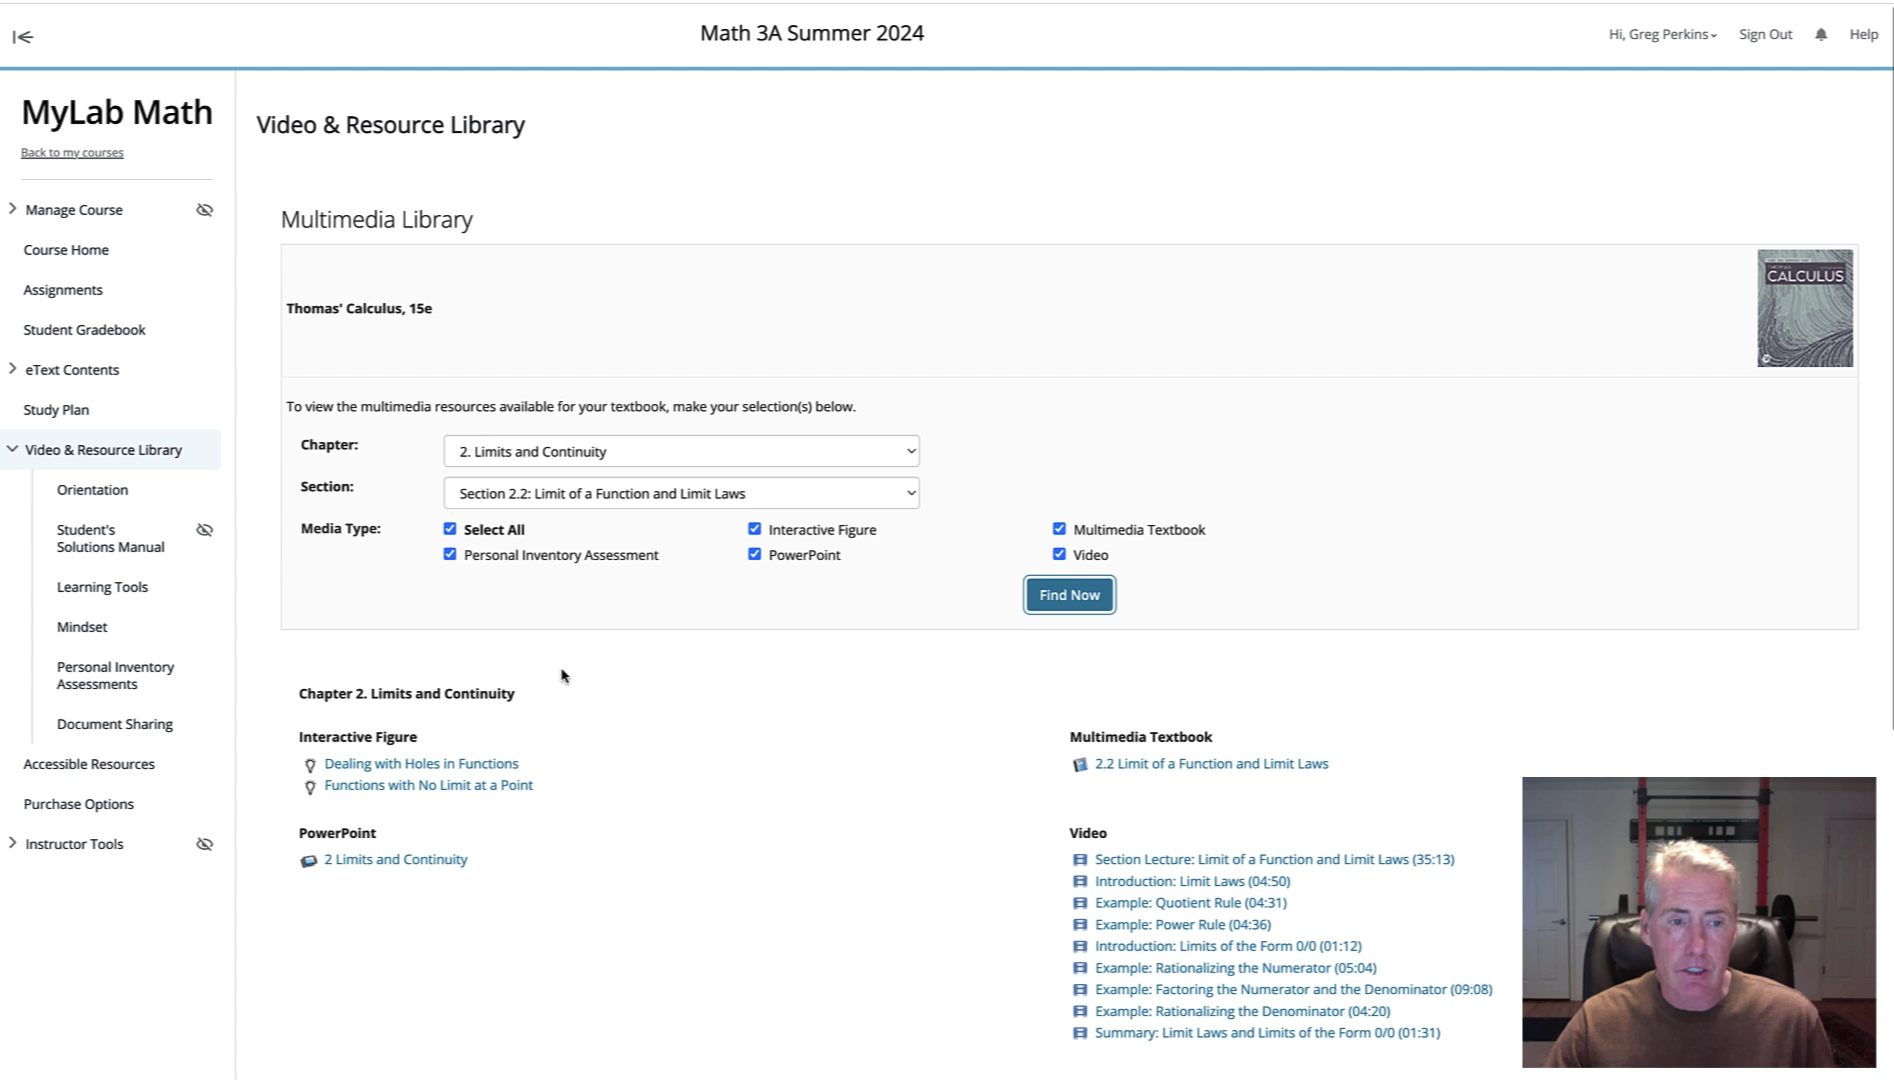 Math 3A Summer 2024
Hi, Greg Perkins
Sign Out
Help
MyLab Math
Back to my courses
Manage Course
Course Home
Assignments
Student Gradebook
eText Contents
Study Plan
Video & Resource Library
Orientation
Student's
Solutions Manual
Learning Tools
Mindset
Personal Inventory
Assessments
Document Sharing
Accessible Resources
Purchase Options
Instructor Tools
Video & Resource Library
Multimedia Library
Thomas' Calculus, 15e
CALCULUS
To view the multimedia resources available for your textbook, make your selection(s) below.
Chapter: 2. Limits and Continuity
Section: Section 2.2: Limit of a Function and Limit Laws
Media Type: Select All Interactive Figure Multimedia Textbook
Personal Inventory Assessment PowerPoint Video
Find Now
Chapter 2. Limits and Continuity
Interactive Figure
Dealing with Holes in Functions
Functions with No Limit at a Point
Multimedia Textbook
2.2 Limit of a Function and Limit Laws
PowerPoint
2 Limits and Continuity
Video
Section Lecture: Limit of a Function and Limit Laws (35:13)
Introduction: Limit Laws (04:50)
Example: Quotient Rule (04:31)
Example: Power Rule (04:36)
Introduction: Limits of the Form 0/0 (01:12)
Example: Rationalizing the Numerator (05:04)
Example: Factoring the Numerator and the Denominator (09:08)
Example: Rationalizing the Denominator (04:20)
Summary: Limit Laws and Limits of the Form 0/0 (01:31)